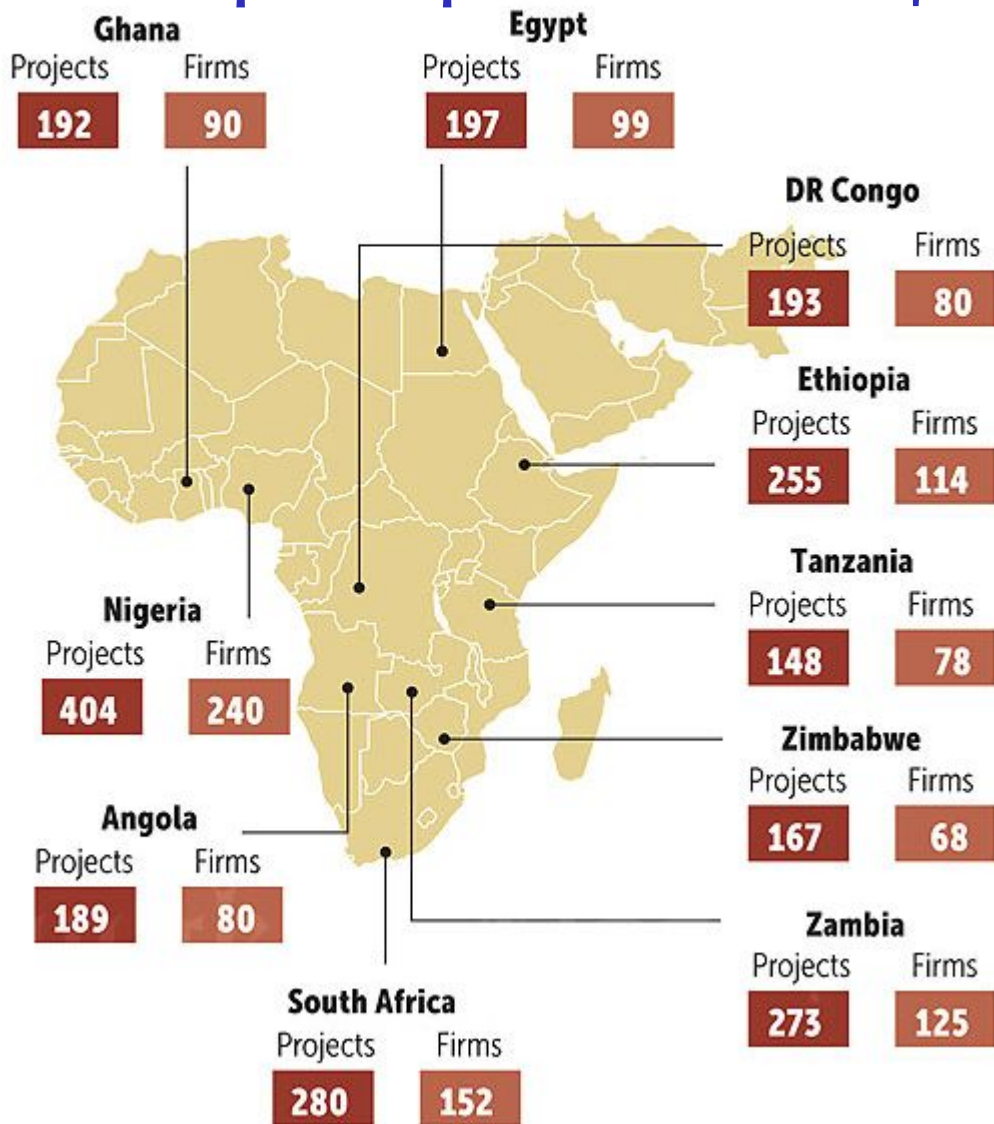 Ghana
Projects Firms
192 90
Egypt
Projects Firms
197 99
DR Congo
Projects Firms
193 80
Ethiopia
Projects Firms
255 114
Tanzania
Projects Firms
148 78
Nigeria
Projects Firms
404 240
Zimbabwe
Projects Firms
167 68
Angola
Projects Firms
189 80
Zambia
Projects Firms
273 125
South Africa
Projects Firms
280 152